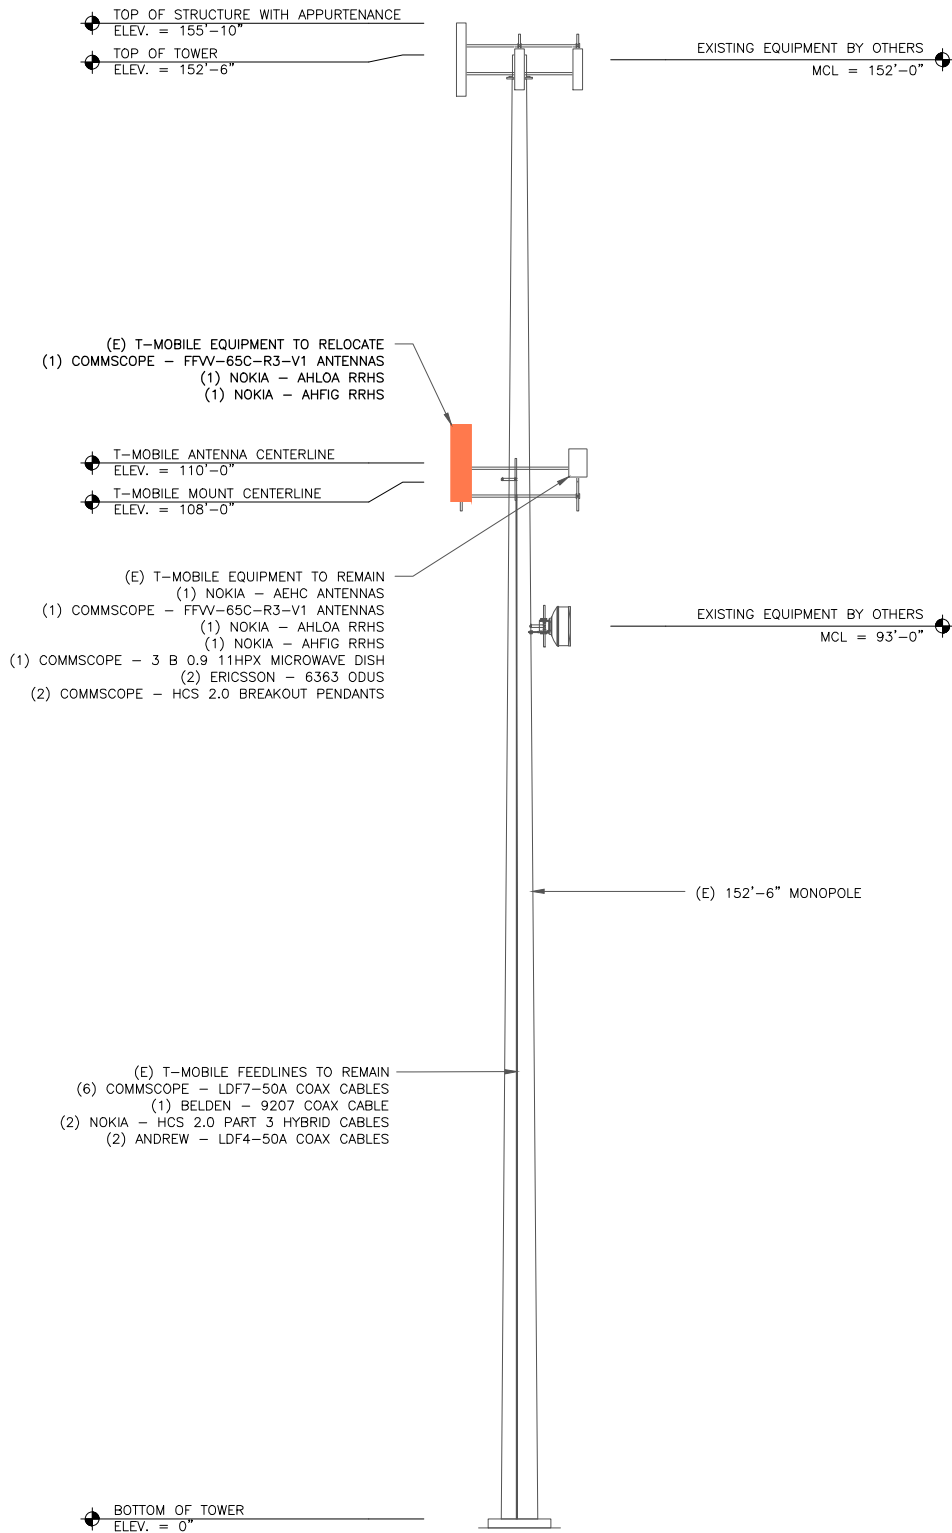 TOP OF STRUCTURE WITH APPURTENANCE
ELEV. = 155'-10"
TOP OF TOWER
ELEV. = 152'-6"
EXISTING EQUIPMENT BY OTHERS
MCL = 152'-0"
(E) T-MOBILE EQUIPMENT TO RELOCATE
(1) COMMSCOPE - FFVV-65C-R3-V1 ANTENNAS
(1) NOKIA - AHLOA RRHS
(1) NOKIA - AHFIG RRHS
T-MOBILE ANTENNA CENTERLINE
ELEV. = 110'-0"
T-MOBILE MOUNT CENTERLINE
ELEV. = 108'-0"
(E) T-MOBILE EQUIPMENT TO REMAIN
(1) NOKIA - AEHC ANTENNAS
(1) COMMSCOPE - FFVV-65C-R3-V1 ANTENNAS
(1) NOKIA - AHLOA RRHS
(1) NOKIA - AHFIG RRHS
(1) COMMSCOPE - 3 B 0.9 11HPX MICROWAVE DISH
(2) ERICSSON - 6363 ODUS
(2) COMMSCOPE - HCS 2.0 BREAKOUT PENDANTS
EXISTING EQUIPMENT BY OTHERS
MCL = 93'-0"
(E) 152'-6" MONOPOLE
(E) T-MOBILE FEEDLINES TO REMAIN
(6) COMMSCOPE - LDF7-50A COAX CABLES
(1) BELDEN - 9207 COAX CABLE
(2) NOKIA - HCS 2.0 PART 3 HYBRID CABLES
(2) ANDREW - LDF4-50A COAX CABLES
BOTTOM OF TOWER
ELEV. = 0"